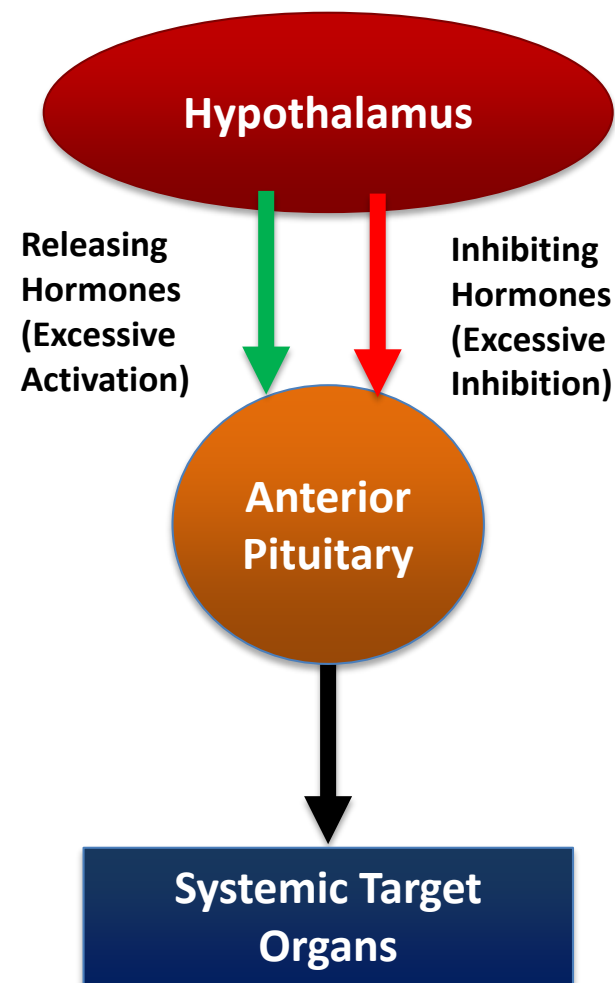 Hypothalamus
Releasing
Hormones
(Excessive
Activation)
Inhibiting
Hormones
(Excessive
Inhibition)
Anterior
Pituitary
Systemic Target
Organs